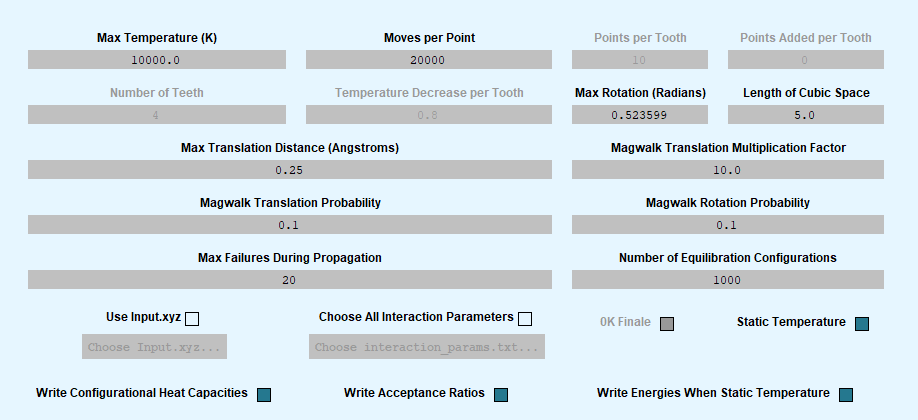 Max Temperature (K) Moves per Point Points per Tooth Points Added per Tooth
10000.0 20000 10 0
Number of Teeth Temperature Decrease per Tooth Max Rotation (Radians) Length of Cubic Space
4 0.8 0.523599 5.0
Max Translation Distance (Angstroms) Magwalk Translation Multiplication Factor
0.25 10.0
Magwalk Translation Probability Magwalk Rotation Probability
0.1 0.1
Max Failures During Propagation Number of Equilibration Configurations
20 1000
Use Input.xyz Choose All Interaction Parameters 0K Finale Static Temperature
Choose Input.xyz... Choose interaction_params.txt...
Write Configurational Heat Capacities Write Acceptance Ratios Write Energies When Static Temperature